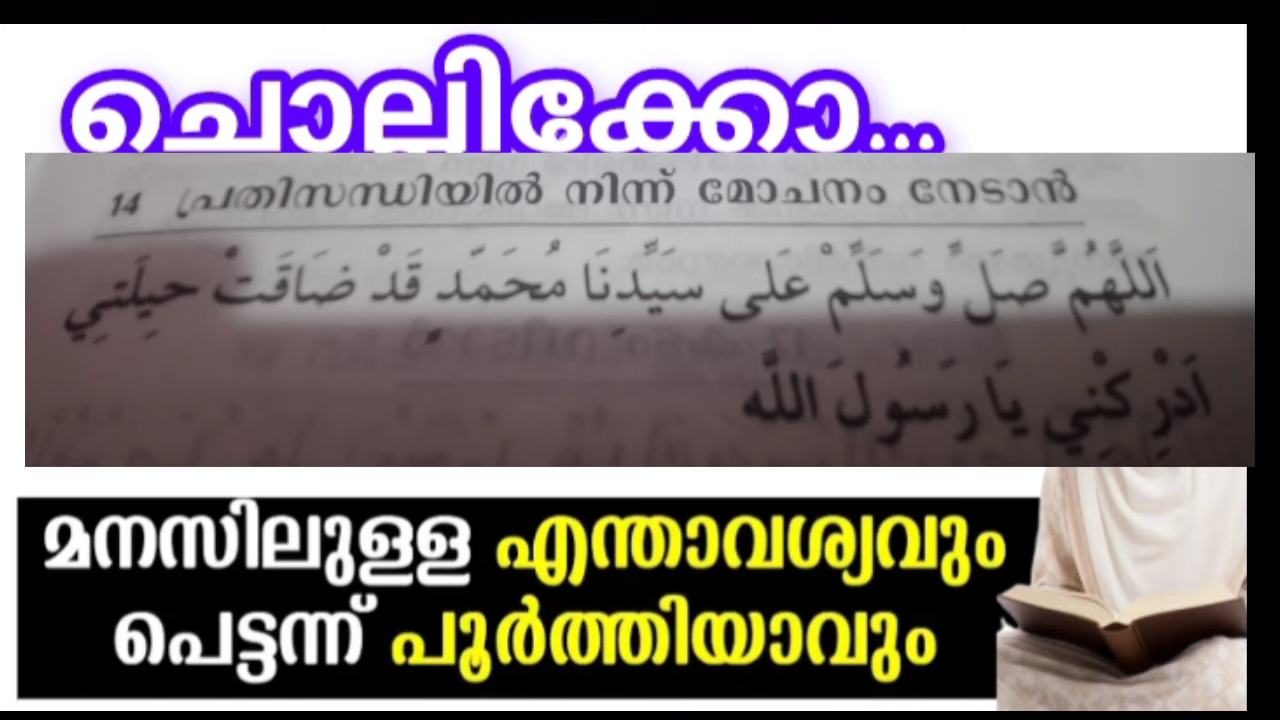 ചൊല്ലിക്കോ...
14 പ്രതിസന്ധിയിൽ നിന്ന് മോചനം നേടാൻ
اَللَّهُمَّ صَلِّ وَسَلِّمْ عَلَى سَيِّدِنَا مُحَمَّدٍ قَدْ ضَاقَتْ حِيلَتِي
اَدْرِكْنِي يَا رَسُولَ اللَّه
മനസിലുള്ള എന്താവശ്യവും
പെട്ടന്ന് പൂർത്തിയാവും